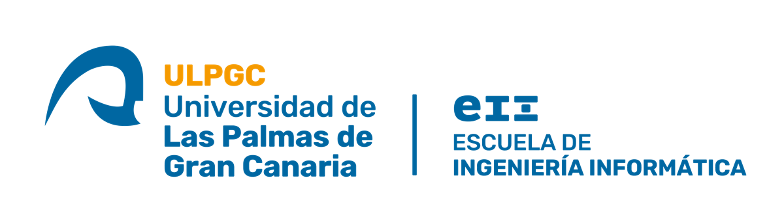 ULPGC
Universidad de
Las Palmas de
Gran Canaria
eii
ESCUELA DE
INGENIERÍA INFORMÁTICA